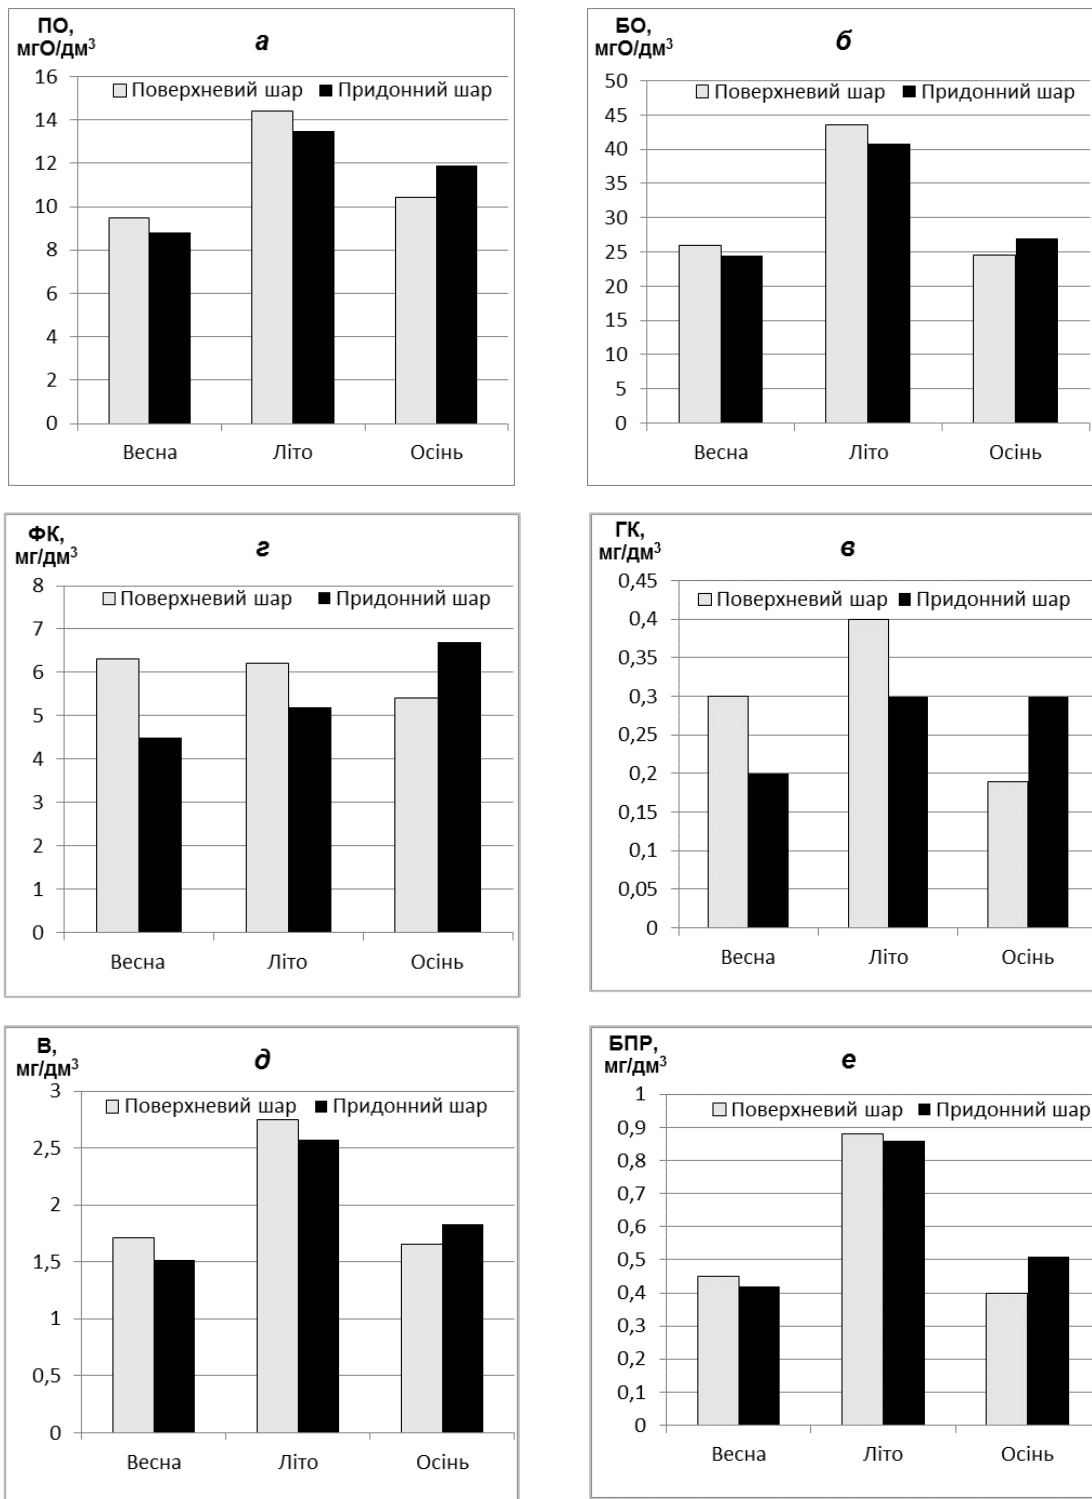 ПО,
мгО/дм³
а
Поверхневий шар Придонний шар
16
14
12
10
8
6
4
2
0
Весна Літо Осінь
БО,
мгО/дм³
б
Поверхневий шар Придонний шар
50
45
40
35
30
25
20
15
10
5
0
Весна Літо Осінь
ФК,
мг/дм³
г
Поверхневий шар Придонний шар
8
7
6
5
4
3
2
1
0
Весна Літо Осінь
ГК,
мг/дм³
в
Поверхневий шар Придонний шар
0,45
0,4
0,35
0,3
0,25
0,2
0,15
0,1
0,05
0
Весна Літо Осінь
В,
мг/дм³
д
Поверхневий шар Придонний шар
3
2,5
2
1,5
1
0,5
0
Весна Літо Осінь
БПР,
мг/дм³
е
Поверхневий шар Придонний шар
1
0,9
0,8
0,7
0,6
0,5
0,4
0,3
0,2
0,1
0
Весна Літо Осінь